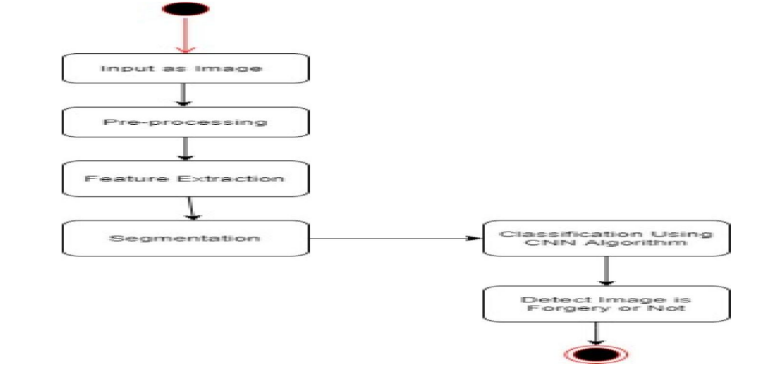 Input as Image
Pre-processing
Feature Extraction
Segmentation
Classification Using
CNN Algorithm
Detect Image is
Forgery or Not